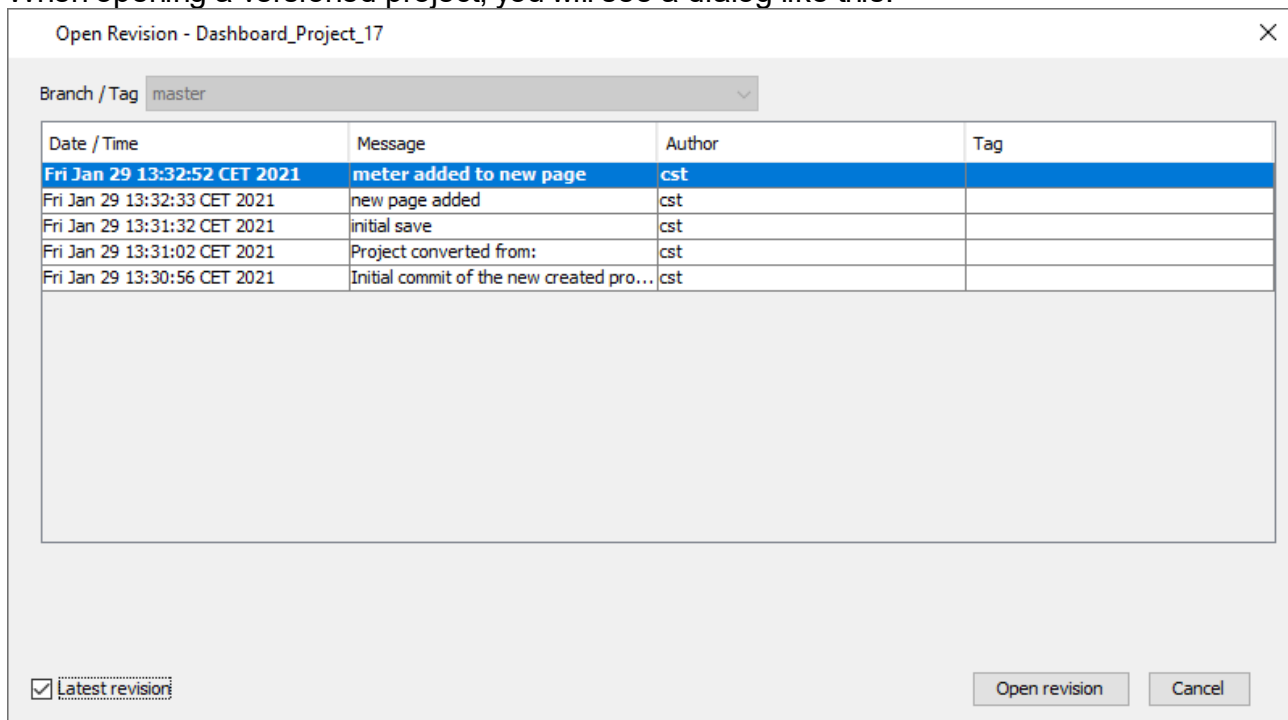 When opening a versioned project, you will see a dialog like this:
Open Revision - Dashboard_Project_17
Branch / Tag master
Date / Time Message Author Tag
Fri Jan 29 13:32:52 CET 2021 meter added to new page cst
Fri Jan 29 13:32:33 CET 2021 new page added cst
Fri Jan 29 13:31:32 CET 2021 initial save cst
Fri Jan 29 13:31:02 CET 2021 Project converted from: cst
Fri Jan 29 13:30:56 CET 2021 Initial commit of the new created pro... cst
Latest revision Open revision Cancel